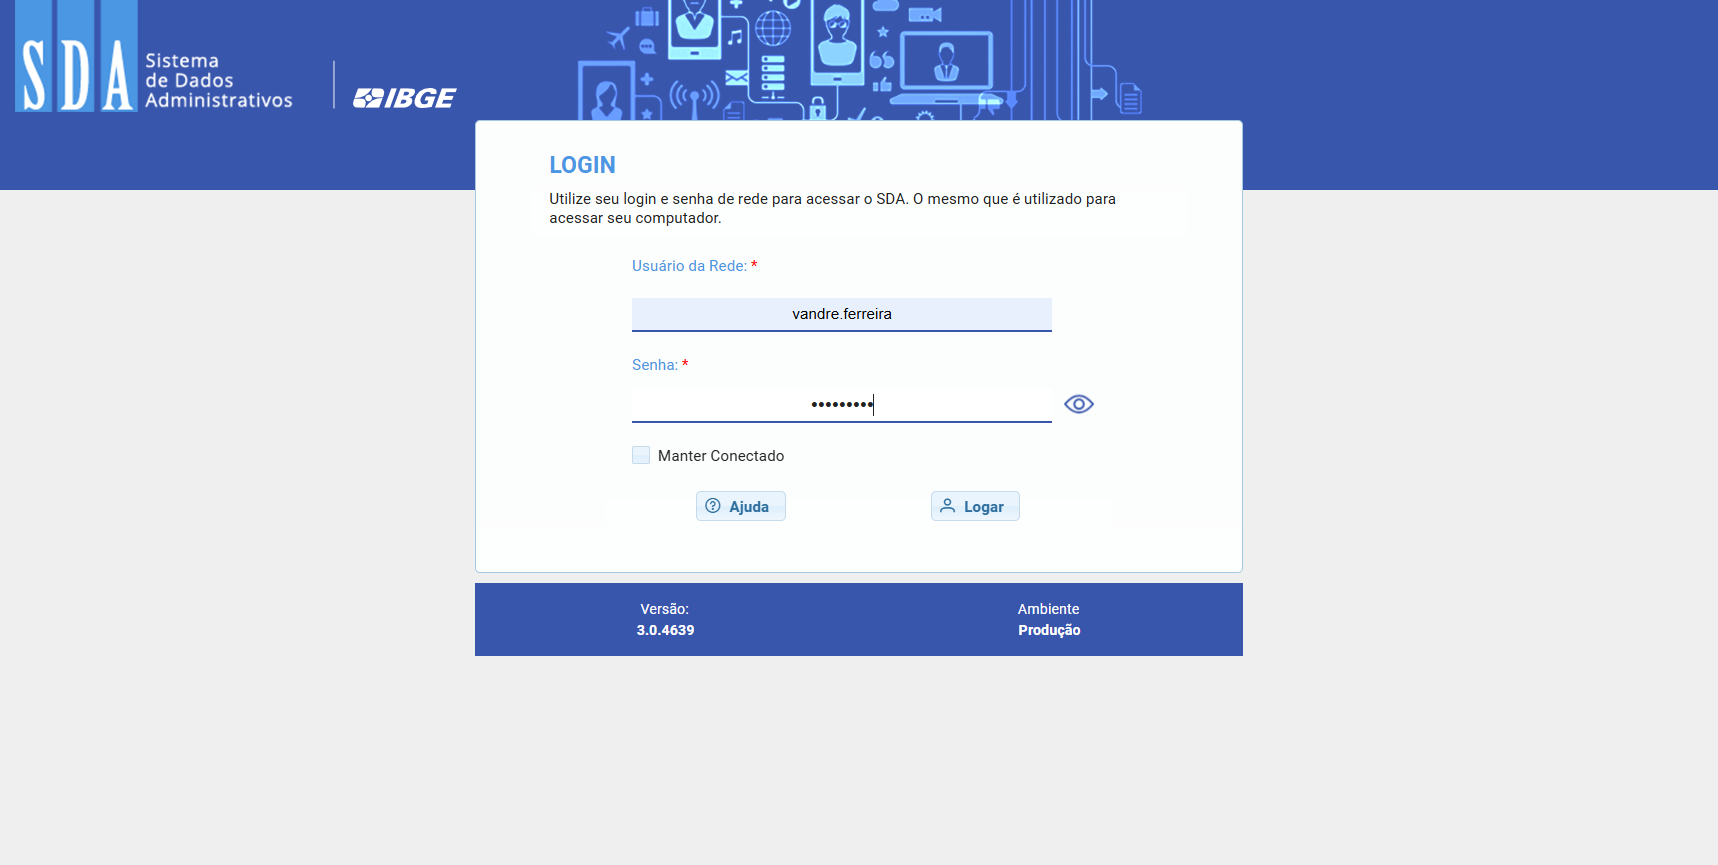 SDA
Sistema
de Dados
Administrativos
IBGE
LOGIN
Utilize seu login e senha de rede para acessar o SDA. O mesmo que é utilizado para
acessar seu computador.
Usuário da Rede: *
vandre.ferreira
Senha: *
•••••••••
Manter Conectado
Ajuda
Logar
Versão:
3.0.4639
Ambiente
Produção